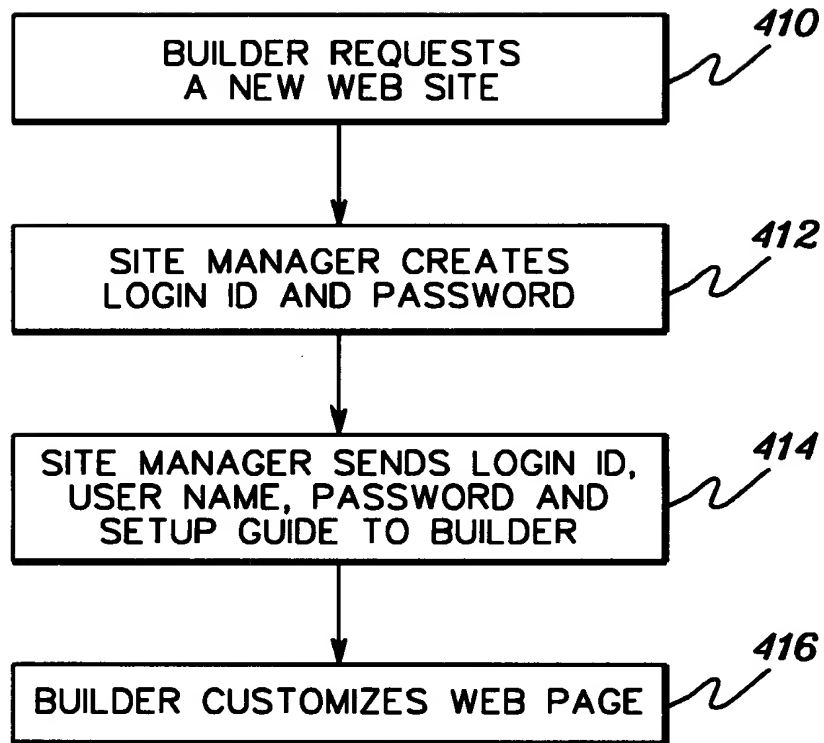 BUILDER REQUESTS
A NEW WEB SITE
410
SITE MANAGER CREATES
LOGIN ID AND PASSWORD
412
SITE MANAGER SENDS LOGIN ID,
USER NAME, PASSWORD AND
SETUP GUIDE TO BUILDER
414
BUILDER CUSTOMIZES WEB PAGE
416